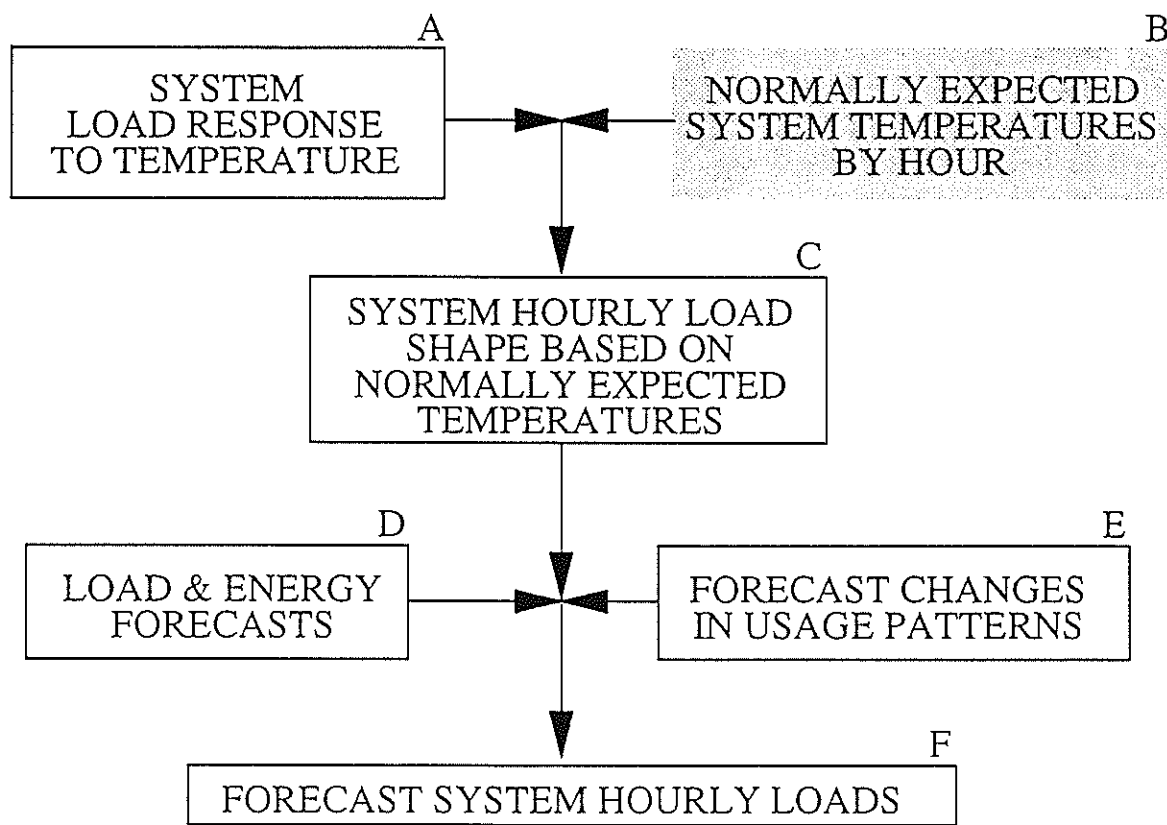 A
SYSTEM
LOAD RESPONSE
TO TEMPERATURE
B
NORMALLY EXPECTED
SYSTEM TEMPERATURES
BY HOUR
C
SYSTEM HOURLY LOAD
SHAPE BASED ON
NORMALLY EXPECTED
TEMPERATURES
D
LOAD & ENERGY
FORECASTS
E
FORECAST CHANGES
IN USAGE PATTERNS
F
FORECAST SYSTEM HOURLY LOADS